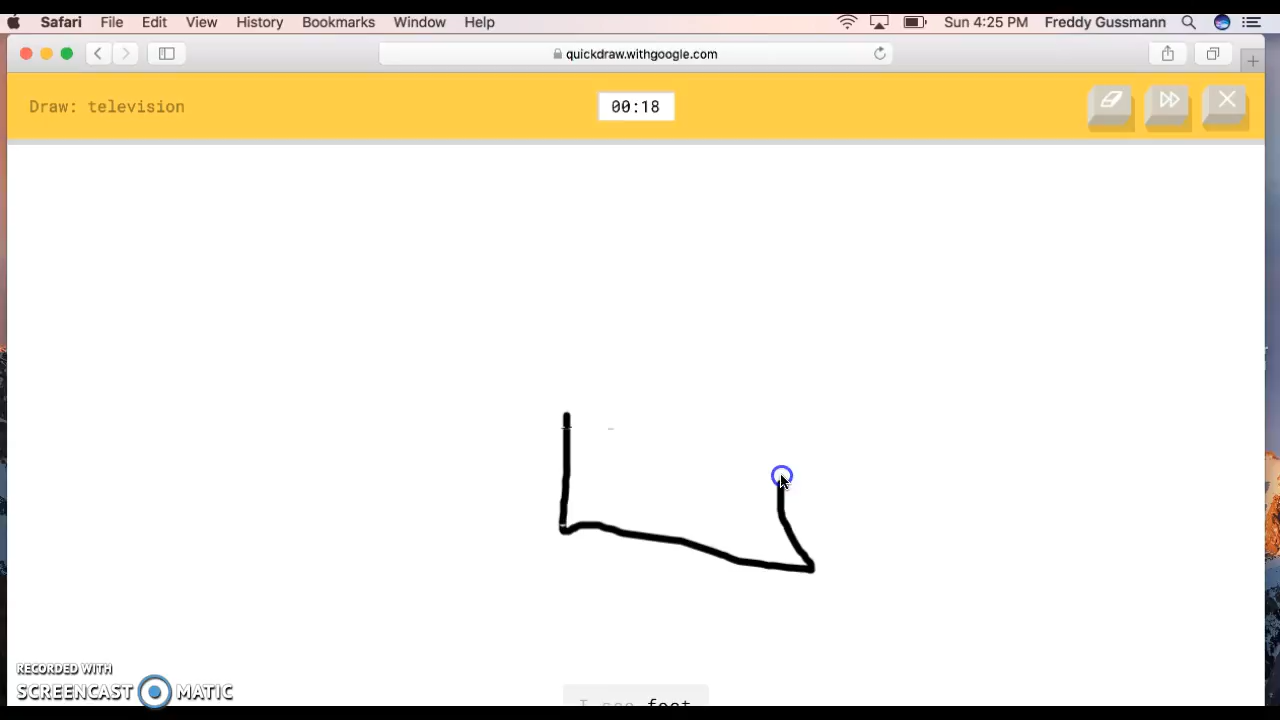 Safari File Edit View History Bookmarks Window Help Sun 4:25 PM Freddy Gussmann
quickdraw.withgoogle.com
Draw: television 00:18
I see foot
RECORDED WITH
SCREENCAST MATIC